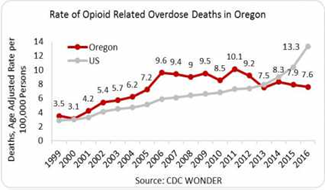 Rate of Opioid Related Overdose Deaths in Oregon
Deaths, Age Adjusted Rate per
100,000 Persons
14
12
10
8
6
4
2
0
Oregon
US
3.5 3.1 4.2 5.4 5.7 6.2 7.2 9.6 9.4 9 9.5 8.5 10.1 9.2 7.5 8.3 7.9 7.6
13.3
1999 2000 2001 2002 2003 2004 2005 2006 2007 2008 2009 2010 2011 2012 2013 2014 2015 2016
Source: CDC WONDER